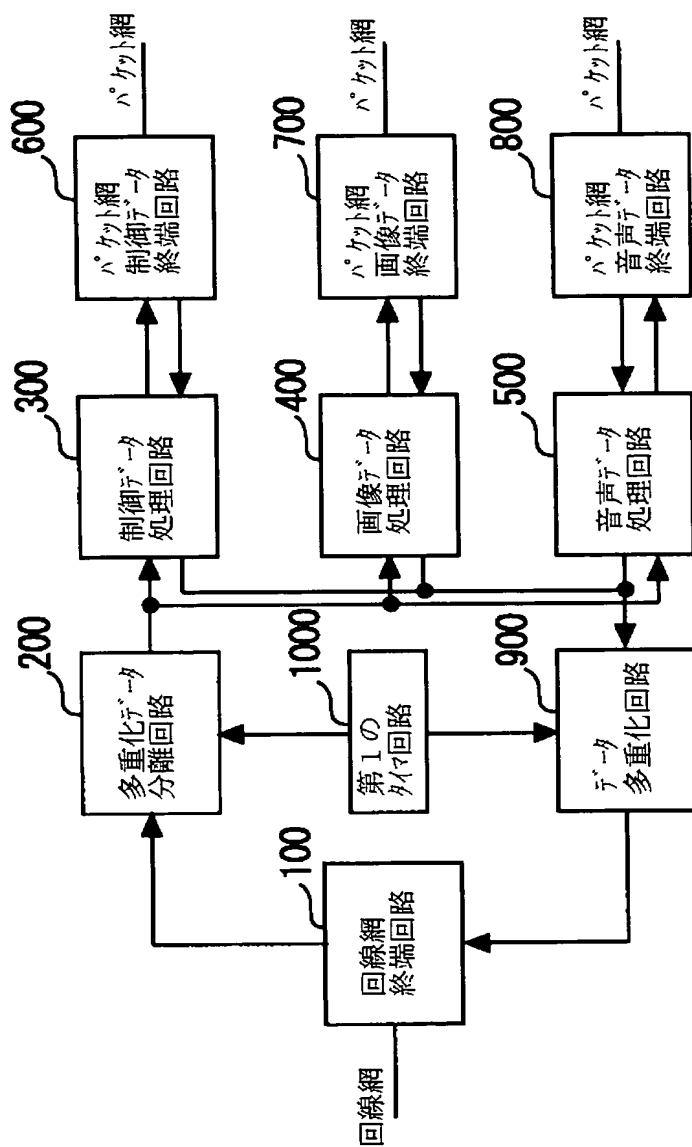 回線網
100
回線網
終端回路
200
多重化データ
分離回路
1000
第1の
タイマ回路
900
データ
多重化回路
300
制御データ
処理回路
400
画像データ
処理回路
500
音声データ
処理回路
600
パケット網
制御データ
終端回路
パケット網
700
パケット網
画像データ
終端回路
パケット網
800
パケット網
音声データ
終端回路
パケット網